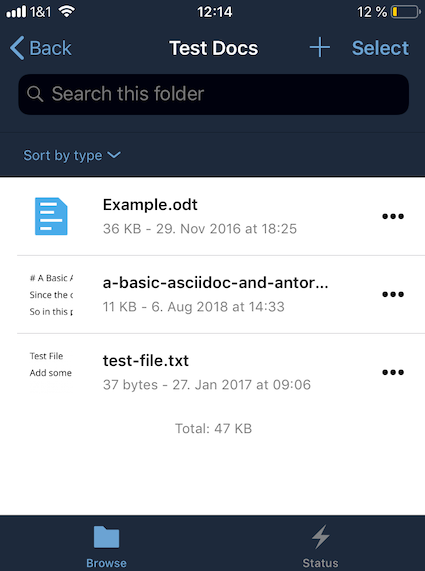 1&1 12:14 12 %
Back Test Docs + Select
Search this folder
Sort by type
Example.odt
36 KB - 29. Nov 2016 at 18:25
# A Basic A
Since the c
So in this p
a-basic-asciidoc-and-antor...
11 KB - 6. Aug 2018 at 14:33
Test File
Add some
test-file.txt
37 bytes - 27. Jan 2017 at 09:06
Total: 47 KB
Browse Status